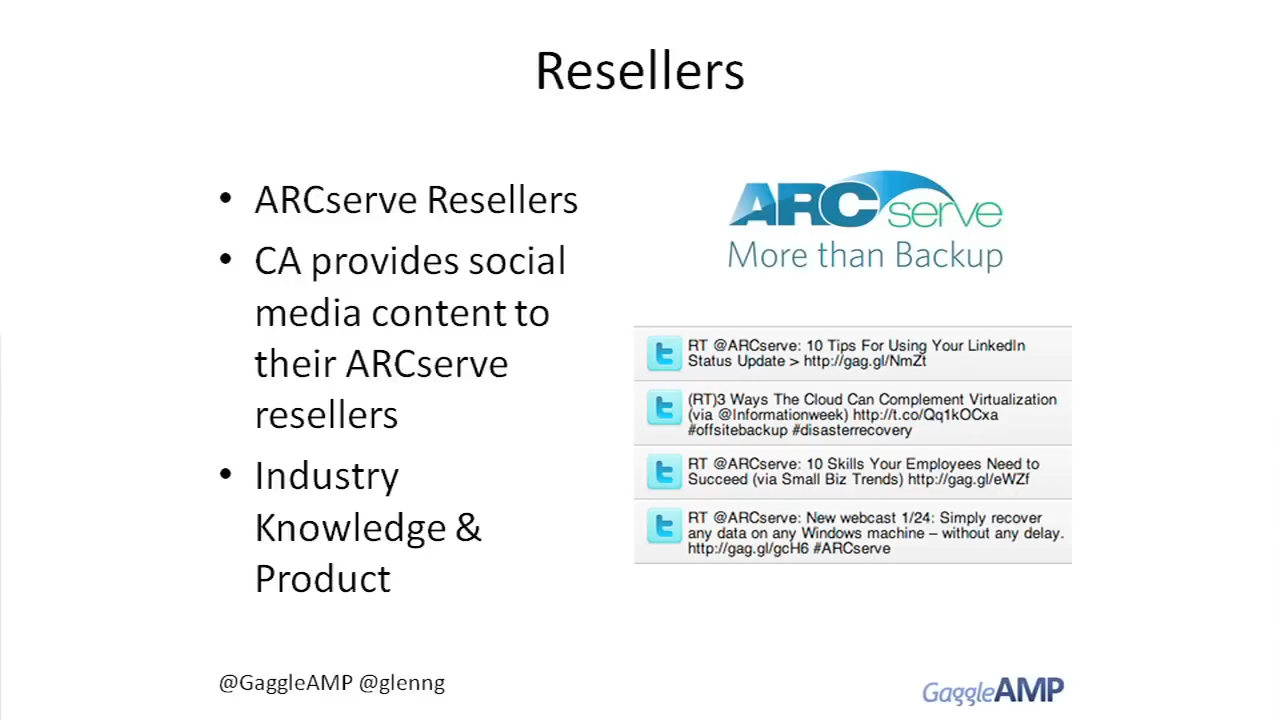 Resellers
• ARCserve Resellers
• CA provides social
media content to
their ARCserve
resellers
• Industry
Knowledge &
Product
ARCserve
More than Backup
RT @ARCserve: 10 Tips For Using Your LinkedIn
Status Update > http://gag.gl/NmZt
(RT)3 Ways The Cloud Can Complement Virtualization
(via @Informationweek) http://t.co/Qq1kOCxa
#offsitebackup #disasterrecovery
RT @ARCserve: 10 Skills Your Employees Need to
Succeed (via Small Biz Trends) http://gag.gl/eWZf
RT @ARCserve: New webcast 1/24: Simply recover
any data on any Windows machine – without any delay.
http://gag.gl/gcH6 #ARCserve
@GaggleAMP @glenng
GaggleAMP